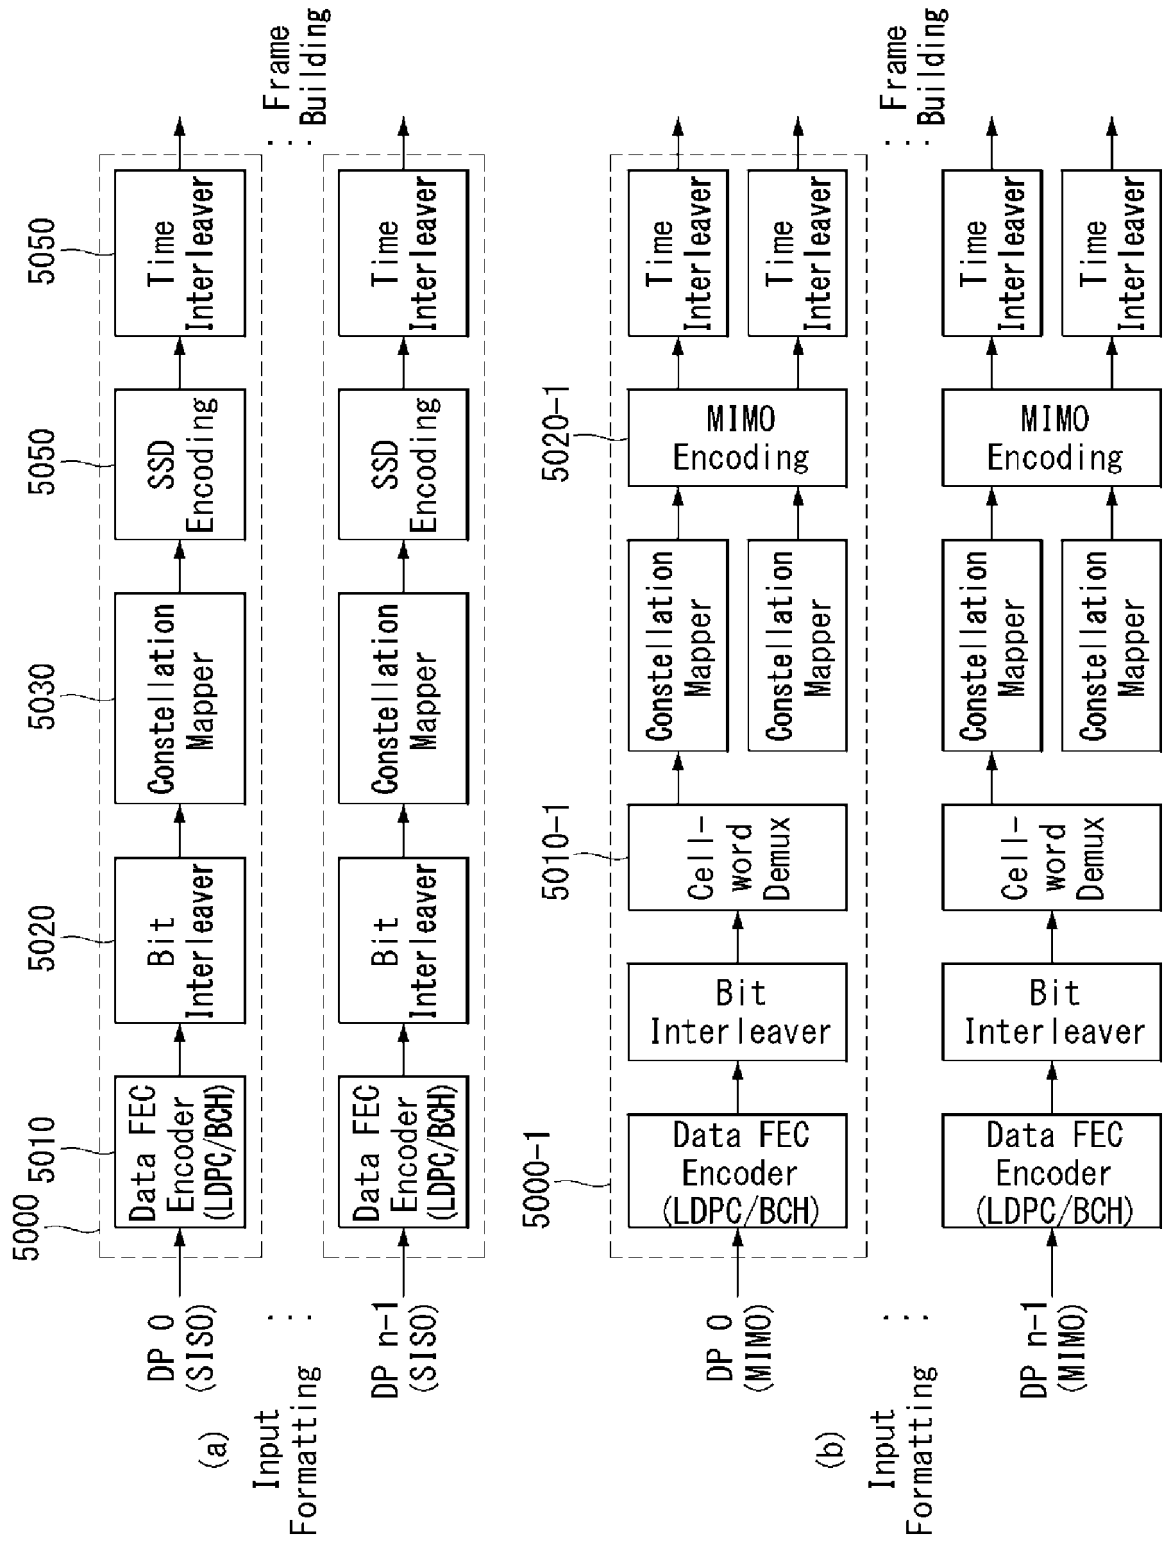 (a)
Input
Formatting
DP 0
(SISO)
5000
5010
Data FEC
Encoder
(LDPC/BCH)
5020
Bit
Interleaver
5030
Constellation
Mapper
5050
SSD
Encoding
5050
Time
Interleaver
...
...
Frame
Building
DP n-1
(SISO)
Data FEC
Encoder
(LDPC/BCH)
Bit
Interleaver
Constellation
Mapper
SSD
Encoding
Time
Interleaver
(b)
Input
Formatting
DP 0
(MIMO)
5000-1
Data FEC
Encoder
(LDPC/BCH)
Bit
Interleaver
5010-1
Cell-
word
Demux
Constellation
Mapper
Constellation
Mapper
5020-1
MIMO
Encoding
Time
Interleaver
Time
Interleaver
...
...
Frame
Building
DP n-1
(MIMO)
Data FEC
Encoder
(LDPC/BCH)
Bit
Interleaver
Cell-
word
Demux
Constellation
Mapper
Constellation
Mapper
MIMO
Encoding
Time
Interleaver
Time
Interleaver